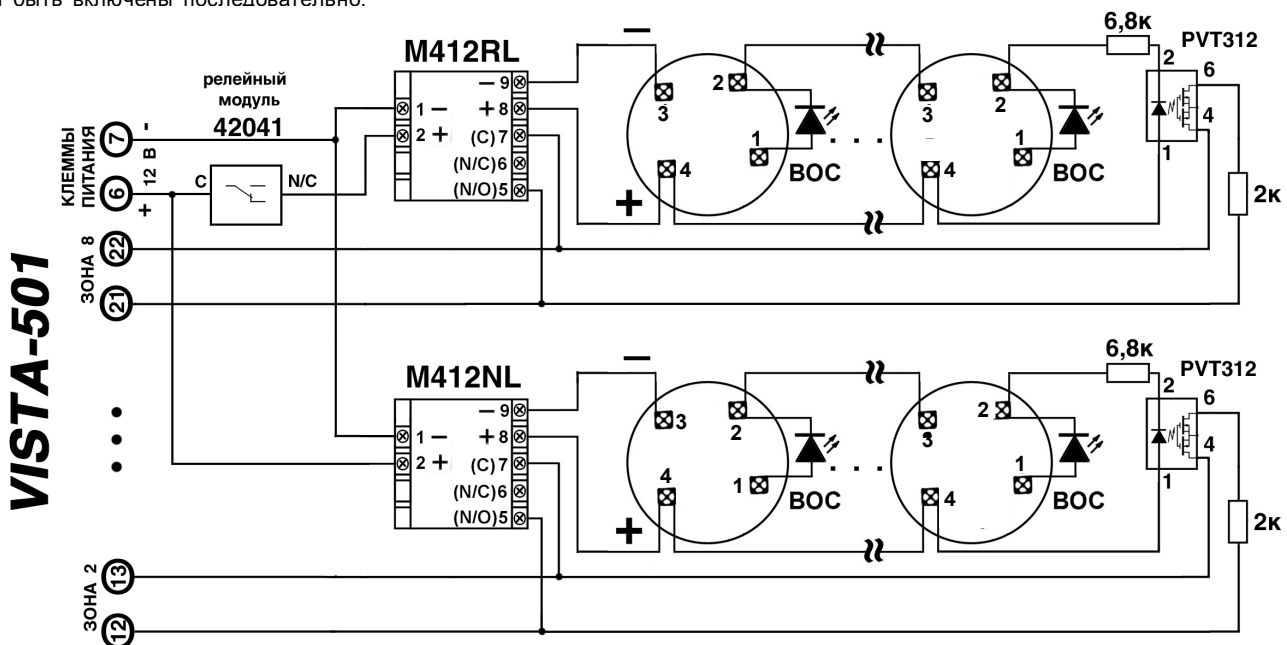 быть включены последовательно.
VISTA-501
КЛЕММЫ
ПИТАНИЯ
7
6
- 12 В +
релейный
модуль
42041
C
N/C
ЗОНА 8
22
21
M412RL
1 −
2 +
− 9
+ 8
(C) 7
(N/C) 6
(N/O) 5
−
+
3
2
1
4
ВОС
. . .
3
2
1
4
ВОС
6,8к
PVT312
2
6
4
1
2к
M412NL
1 −
2 +
− 9
+ 8
(C) 7
(N/C) 6
(N/O) 5
−
+
3
2
4
1
ВОС
. . .
3
2
1
4
ВОС
6,8к
PVT312
2
6
4
1
2к
ЗОНА 2
13
12